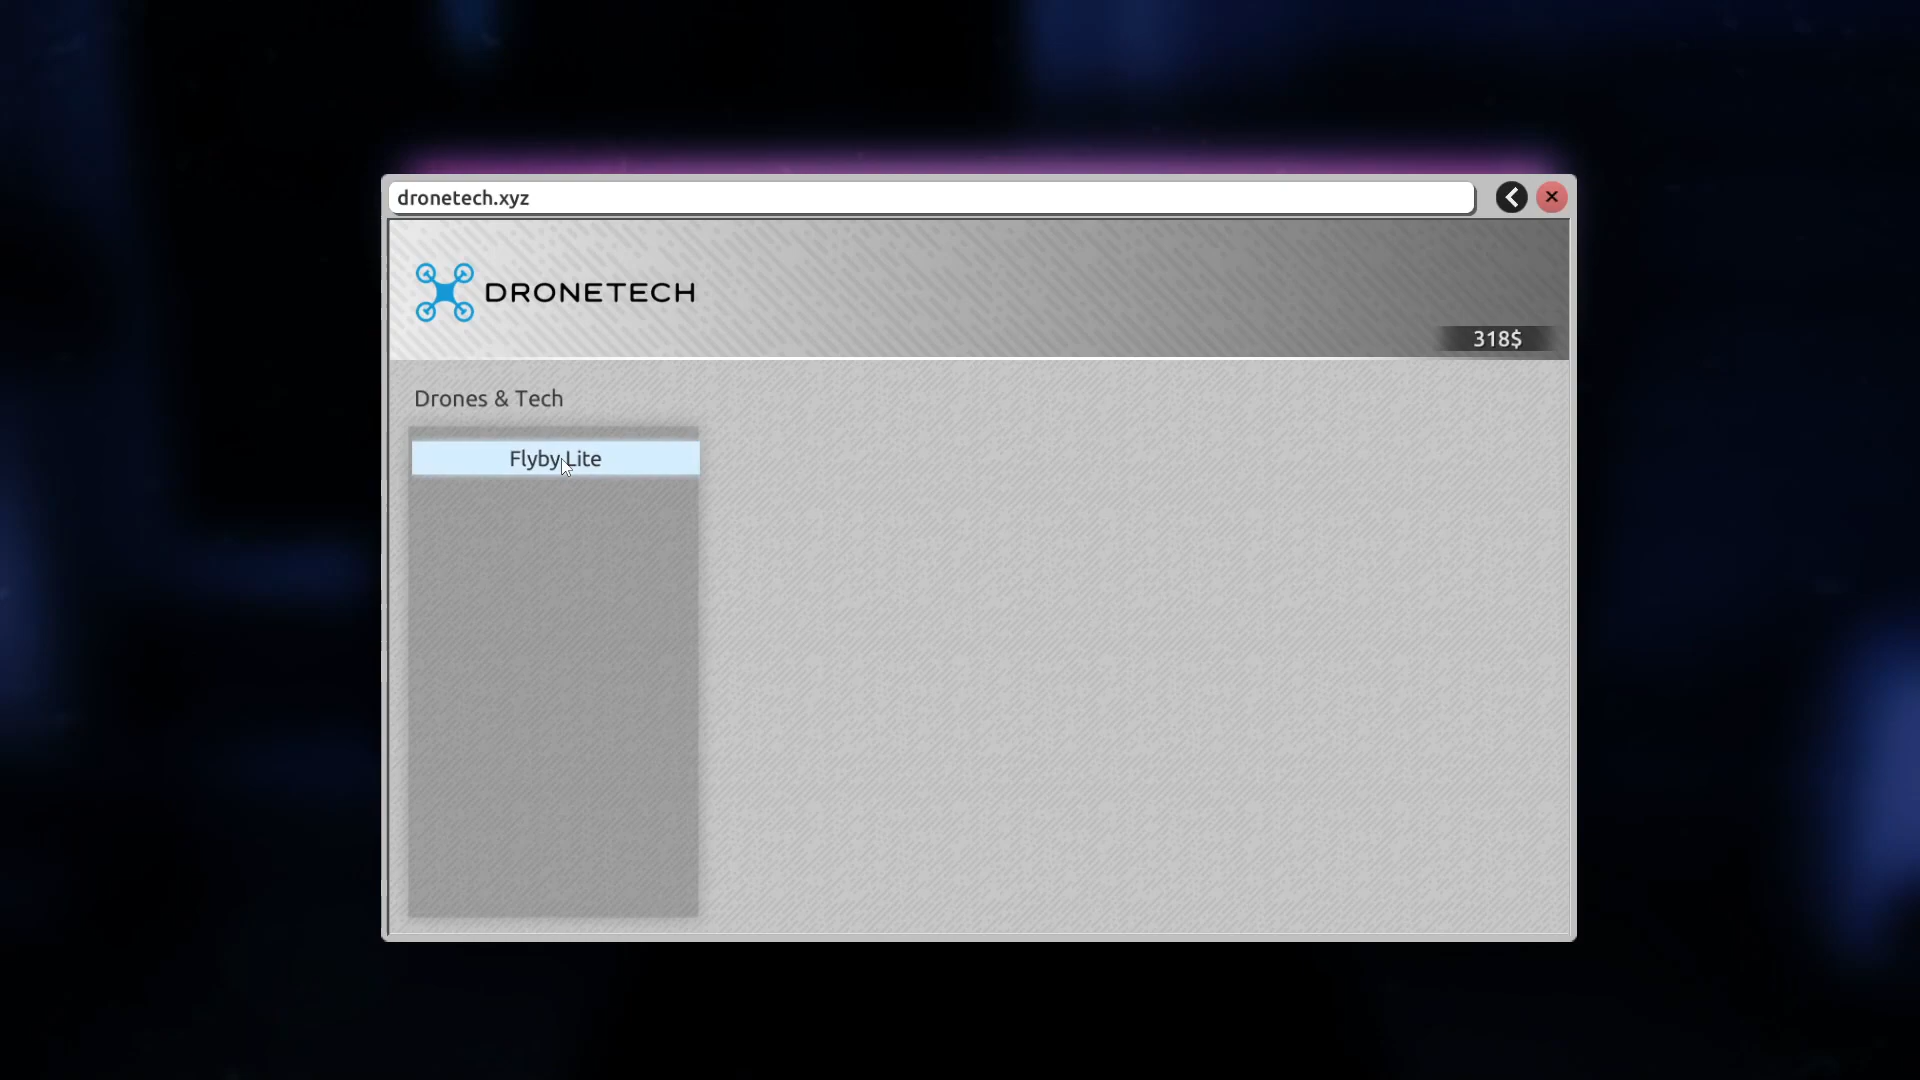 dronetech.xyz
DRONETECH
318$
Drones & Tech
Flyby Lite